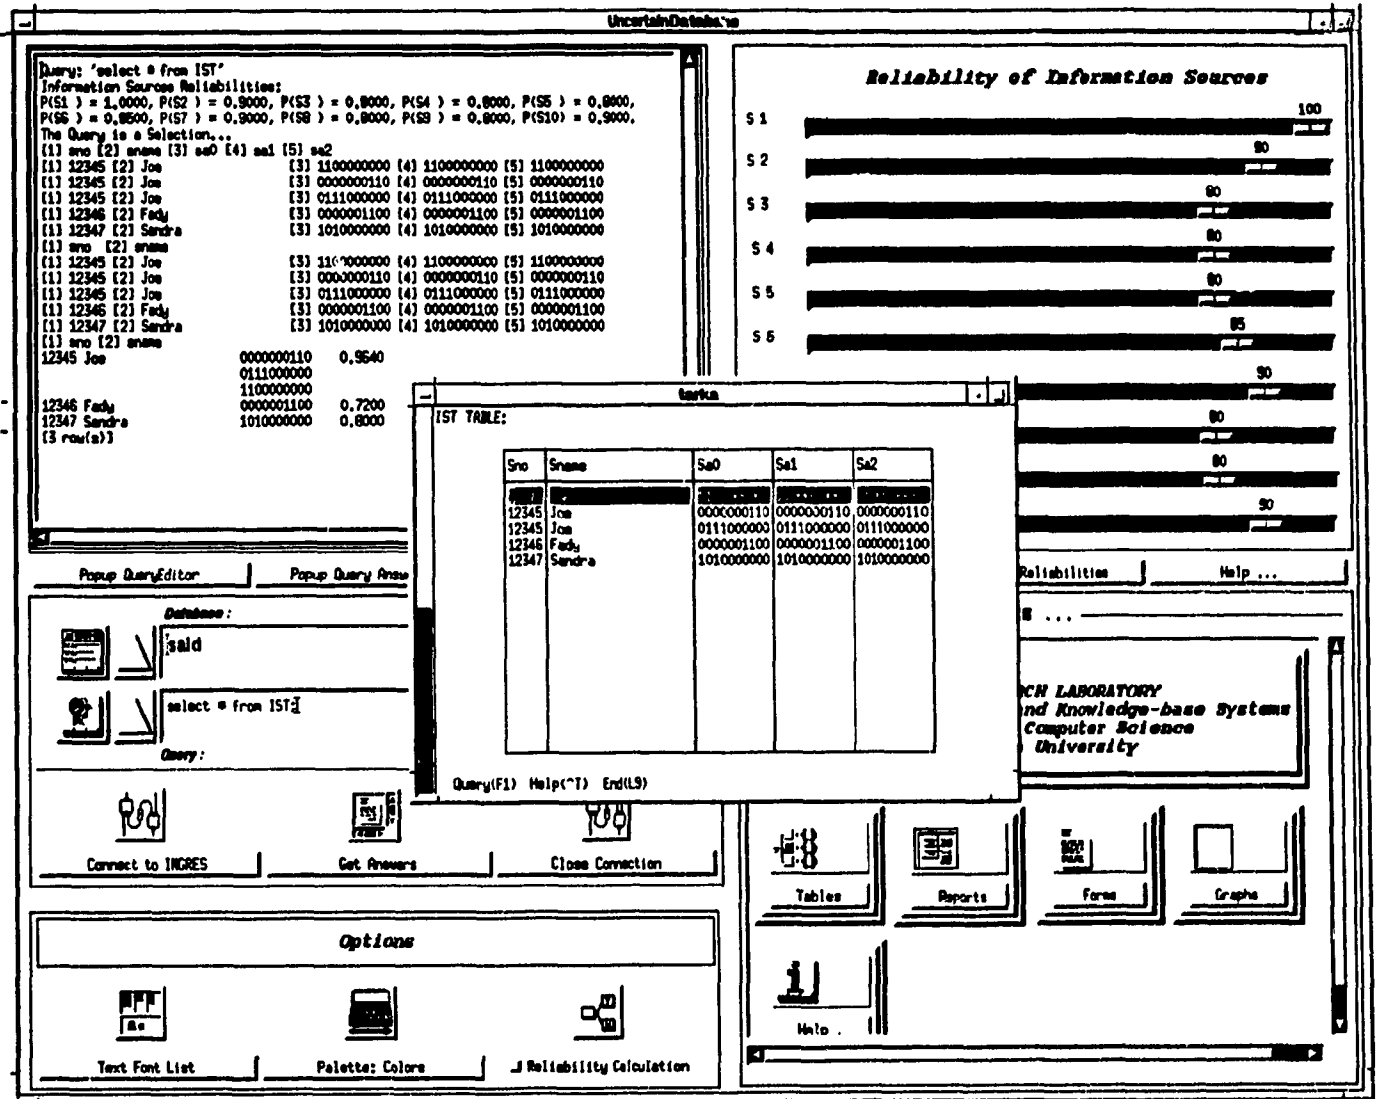 UncertainDatabase
Query: 'select * from IST'
Information Sources Reliabilities:
P(S1 ) = 1.0000, P(S2 ) = 0.9000, P(S3 ) = 0.8000, P(S4 ) = 0.8000, P(S5 ) = 0.8000,
P(S6 ) = 0.8500, P(S7 ) = 0.9000, P(S8 ) = 0.8000, P(S9 ) = 0.8000, P(S10) = 0.9000,
The Query is a Selection...
[1] sno [2] sname [3] sa0 [4] sa1 [5] sa2
[1] 12345 [2] Joe [3] 1100000000 [4] 1100000000 [5] 1100000000
[1] 12345 [2] Joe [3] 0000000110 [4] 0000000110 [5] 0000000110
[1] 12345 [2] Joe [3] 0111000000 [4] 0111000000 [5] 0111000000
[1] 12346 [2] Fady [3] 0000001100 [4] 0000001100 [5] 0000001100
[1] 12347 [2] Sandra [3] 1010000000 [4] 1010000000 [5] 1010000000
[1] sno [2] sname
[1] 12345 [2] Joe [3] 1100000000 [4] 1100000000 [5] 1100000000
[1] 12345 [2] Joe [3] 0000000110 [4] 0000000110 [5] 0000000110
[1] 12345 [2] Joe [3] 0111000000 [4] 0111000000 [5] 0111000000
[1] 12346 [2] Fady [3] 0000001100 [4] 0000001100 [5] 0000001100
[1] 12347 [2] Sandra [3] 1010000000 [4] 1010000000 [5] 1010000000
[1] sno [2] sname
12345 Joe 0000000110 0.9640
0111000000
1100000000
12346 Fady 0000001100 0.7200
12347 Sandra 1010000000 0.8000
[3 row(s)]
Reliability of Information Sources
100
S 1
90
S 2
80
S 3
80
S 4
80
S 5
85
S 6
90
80
80
90
Popup QueryEditor
Popup Query Answ
Reliabilities
Help ...
IST TABLE:
Sno Sname Sa0 Sa1 Sa2
12345 Joe 0000000110 0000000110 0000000110
12345 Joe 0111000000 0111000000 0111000000
12346 Fady 0000001100 0000001100 0000001100
12347 Sandra 1010000000 1010000000 1010000000
Query(F1) Help(^T) End(L9)
Database:
said
select * from IST;
Query:
Connect to INGRES
Get Answers
Close Connection
...
CH LABORATORY
nd Knowledge-base Systems
Computer Science
University
Tables
Reports
Forms
Graphs
Help .
Options
Text Font List
Palette: Colors
Reliability Calculation